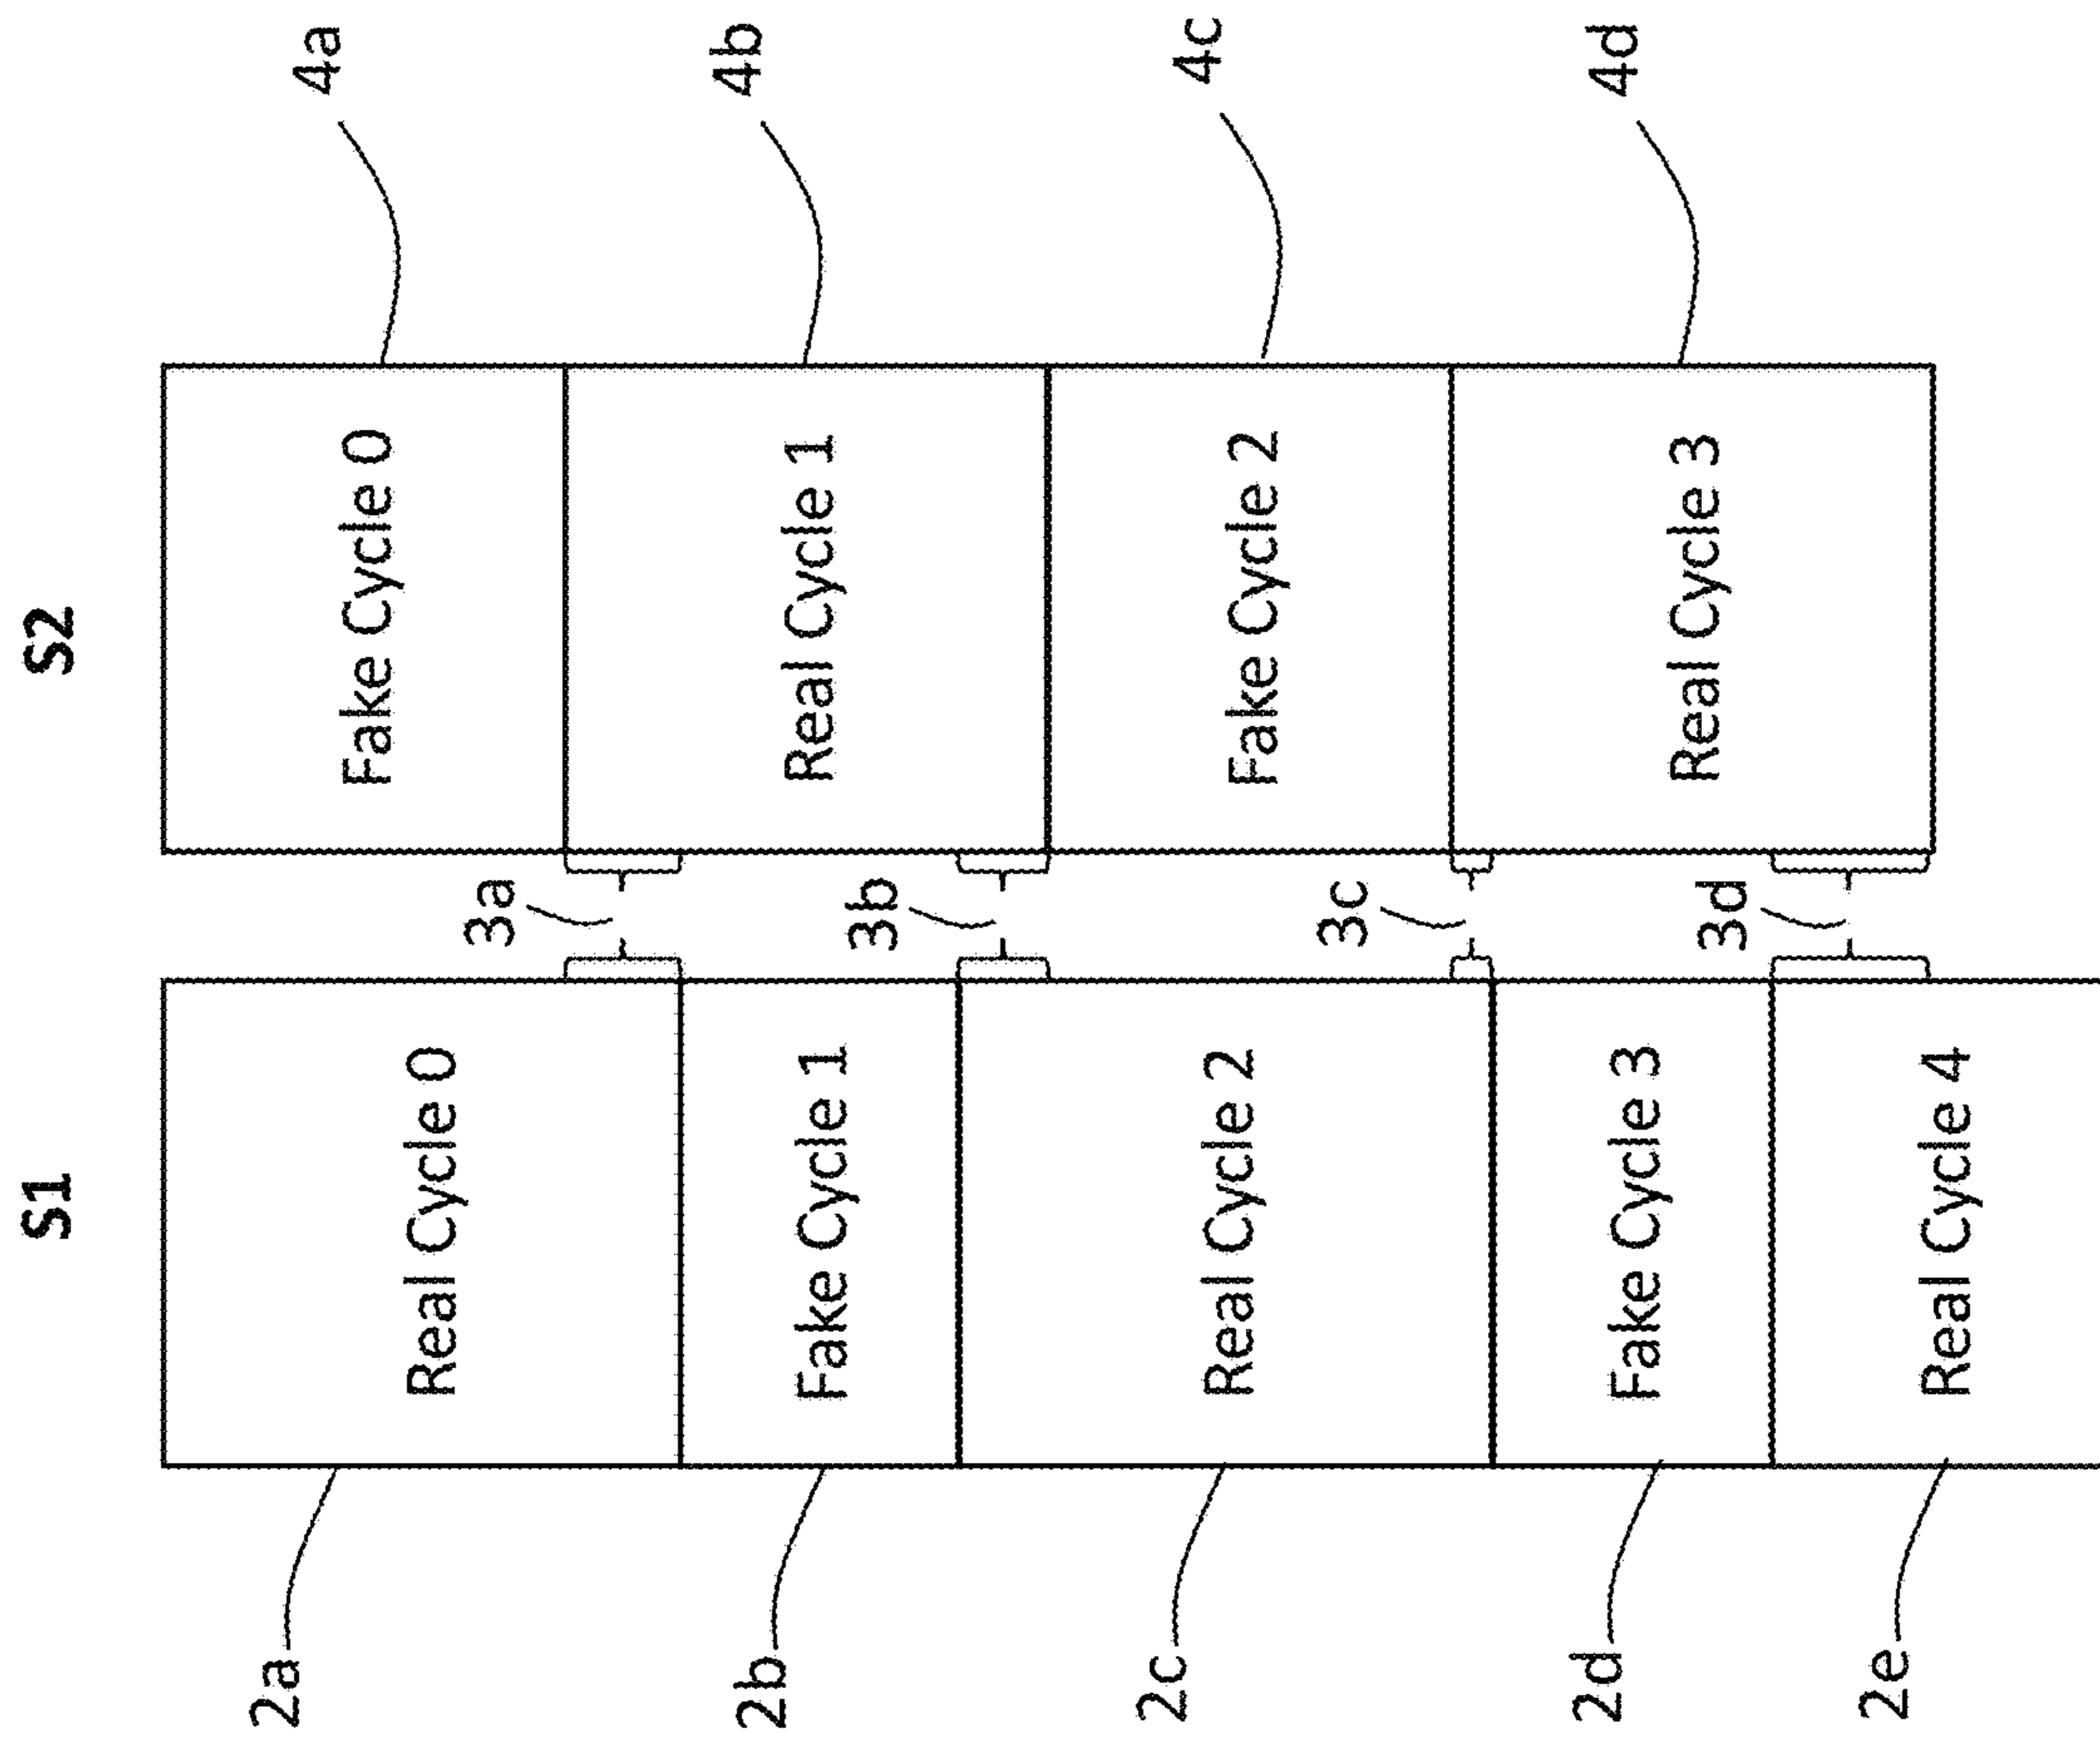 S1
S2
2a
Real Cycle 0
3a
Fake Cycle 0
4a
2b
Fake Cycle 1
3b
Real Cycle 1
4b
2c
Real Cycle 2
3c
Fake Cycle 2
4c
2d
Fake Cycle 3
3d
Real Cycle 3
4d
2e
Real Cycle 4